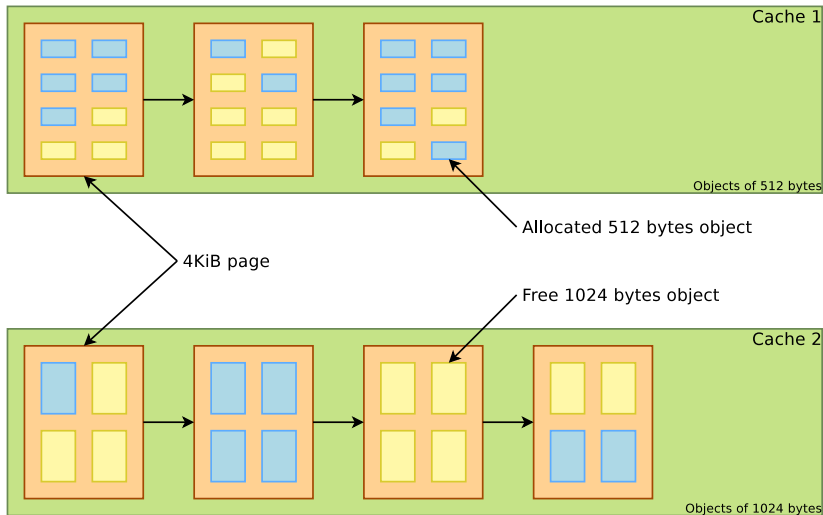 Cache 1
Objects of 512 bytes
Allocated 512 bytes object
4KiB page
Free 1024 bytes object
Cache 2
Objects of 1024 bytes